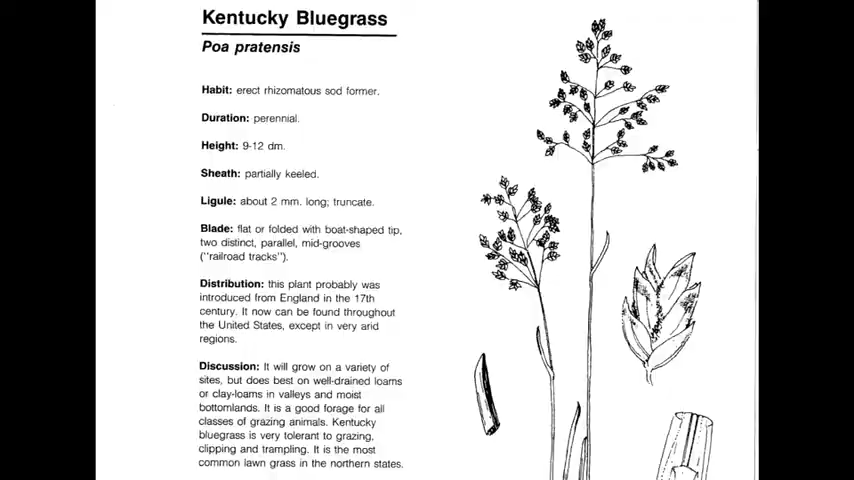 Kentucky Bluegrass
Poa pratensis
Habit: erect rhizomatous sod former.
Duration: perennial.
Height: 9-12 dm.
Sheath: partially keeled.
Ligule: about 2 mm. long; truncate.
Blade: flat or folded with boat-shaped tip,
two distinct, parallel, mid-grooves
("railroad tracks").
Distribution: this plant probably was
introduced from England in the 17th
century. It now can be found throughout
the United States, except in very arid
regions.
Discussion: It will grow on a variety of
sites, but does best on well-drained loams
or clay-loams in valleys and moist
bottomlands. It is a good forage for all
classes of grazing animals. Kentucky
bluegrass is very tolerant to grazing,
clipping and trampling. It is the most
common lawn grass in the northern states.